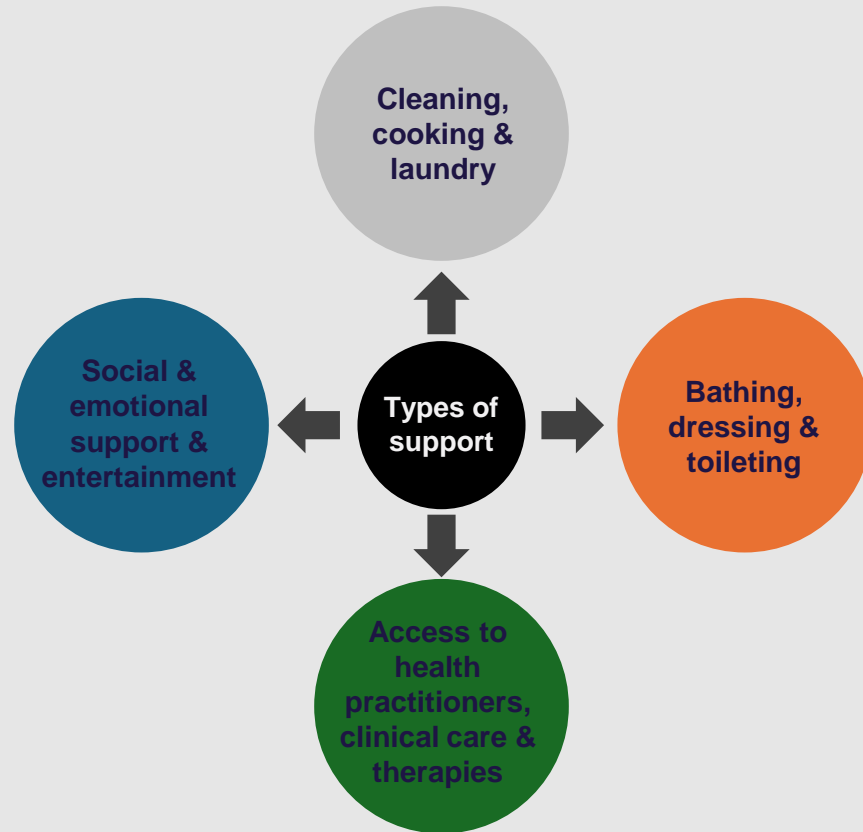 Cleaning,
cooking &
laundry
Social &
emotional
support &
entertainment
Types of
support
Bathing,
dressing &
toileting
Access to
health
practitioners,
clinical care &
therapies